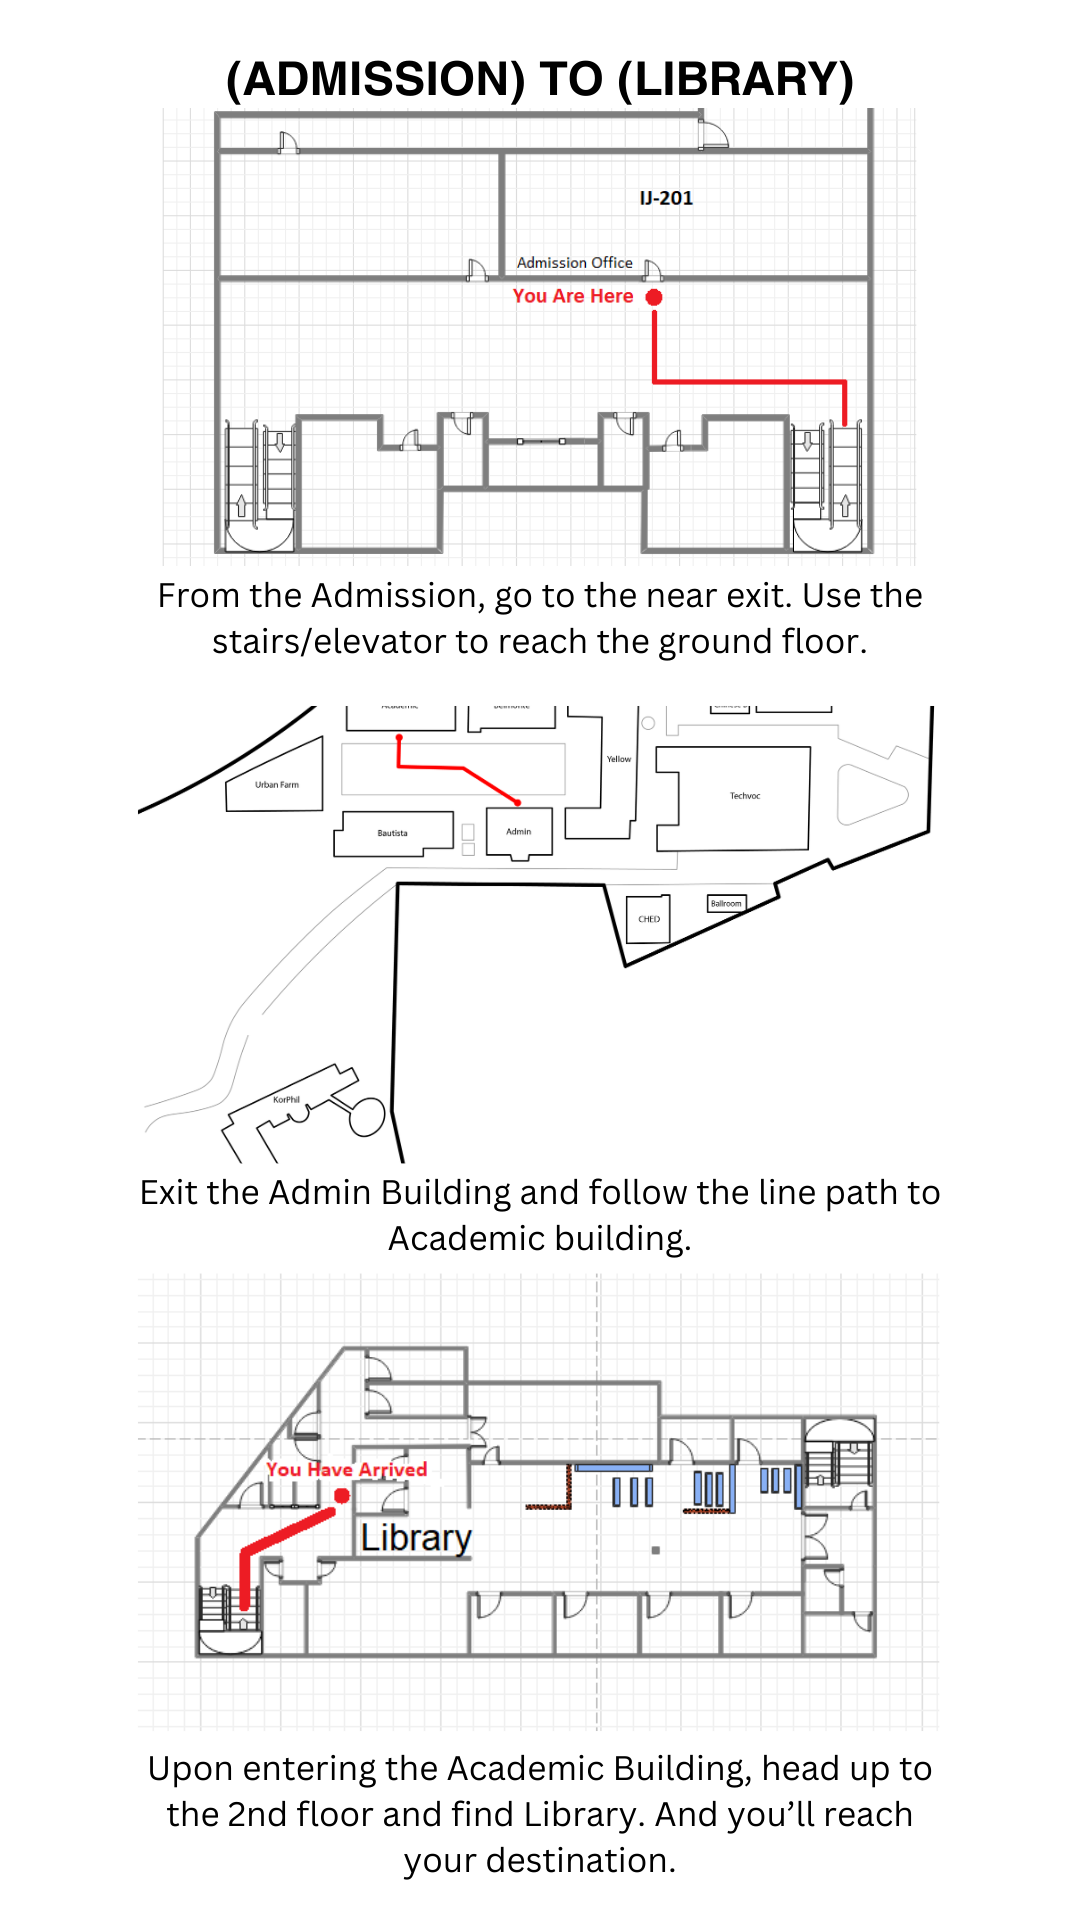 (ADMISSION) TO (LIBRARY)
IJ-201
Admission Office
You Are Here
From the Admission, go to the near exit. Use the
stairs/elevator to reach the ground floor.
Academic
Belmonte
Yellow
Urban Farm
Techvoc
Bautista
Admin
Ballroom
CHED
KorPhil
Exit the Admin Building and follow the line path to
Academic building.
You Have Arrived
Library
Upon entering the Academic Building, head up to
the 2nd floor and find Library. And you’ll reach
your destination.